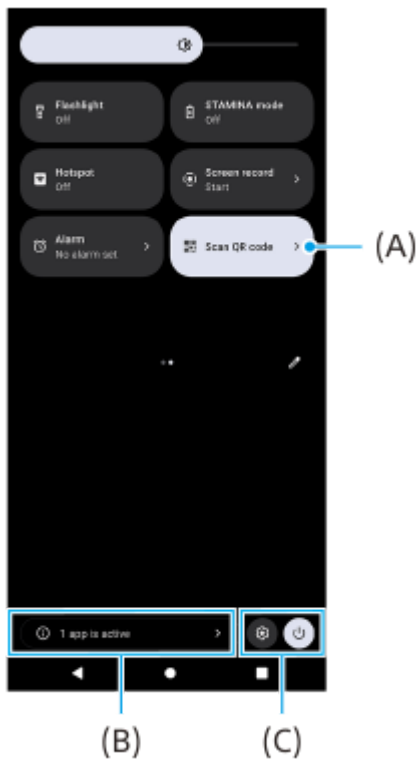 Flashlight
Off
STAMINA mode
Off
Hotspot
Off
Screen record
Start
Alarm
No alarm set
Scan QR code
(A)
1 app is active
(B)
(C)